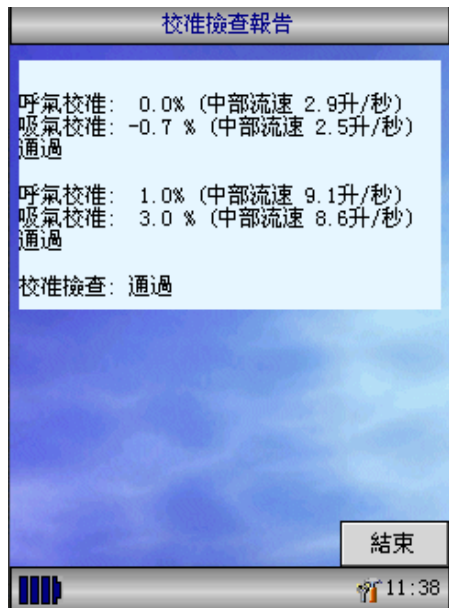 校准檢查報告
呼氣校准: 0.0% (中部流速 2.9升/秒)
吸氣校准: -0.7 % (中部流速 2.5升/秒)
通過
呼氣校准: 1.0% (中部流速 9.1升/秒)
吸氣校准: 3.0 % (中部流速 8.6升/秒)
通過
校准檢查: 通過
結束
11:38